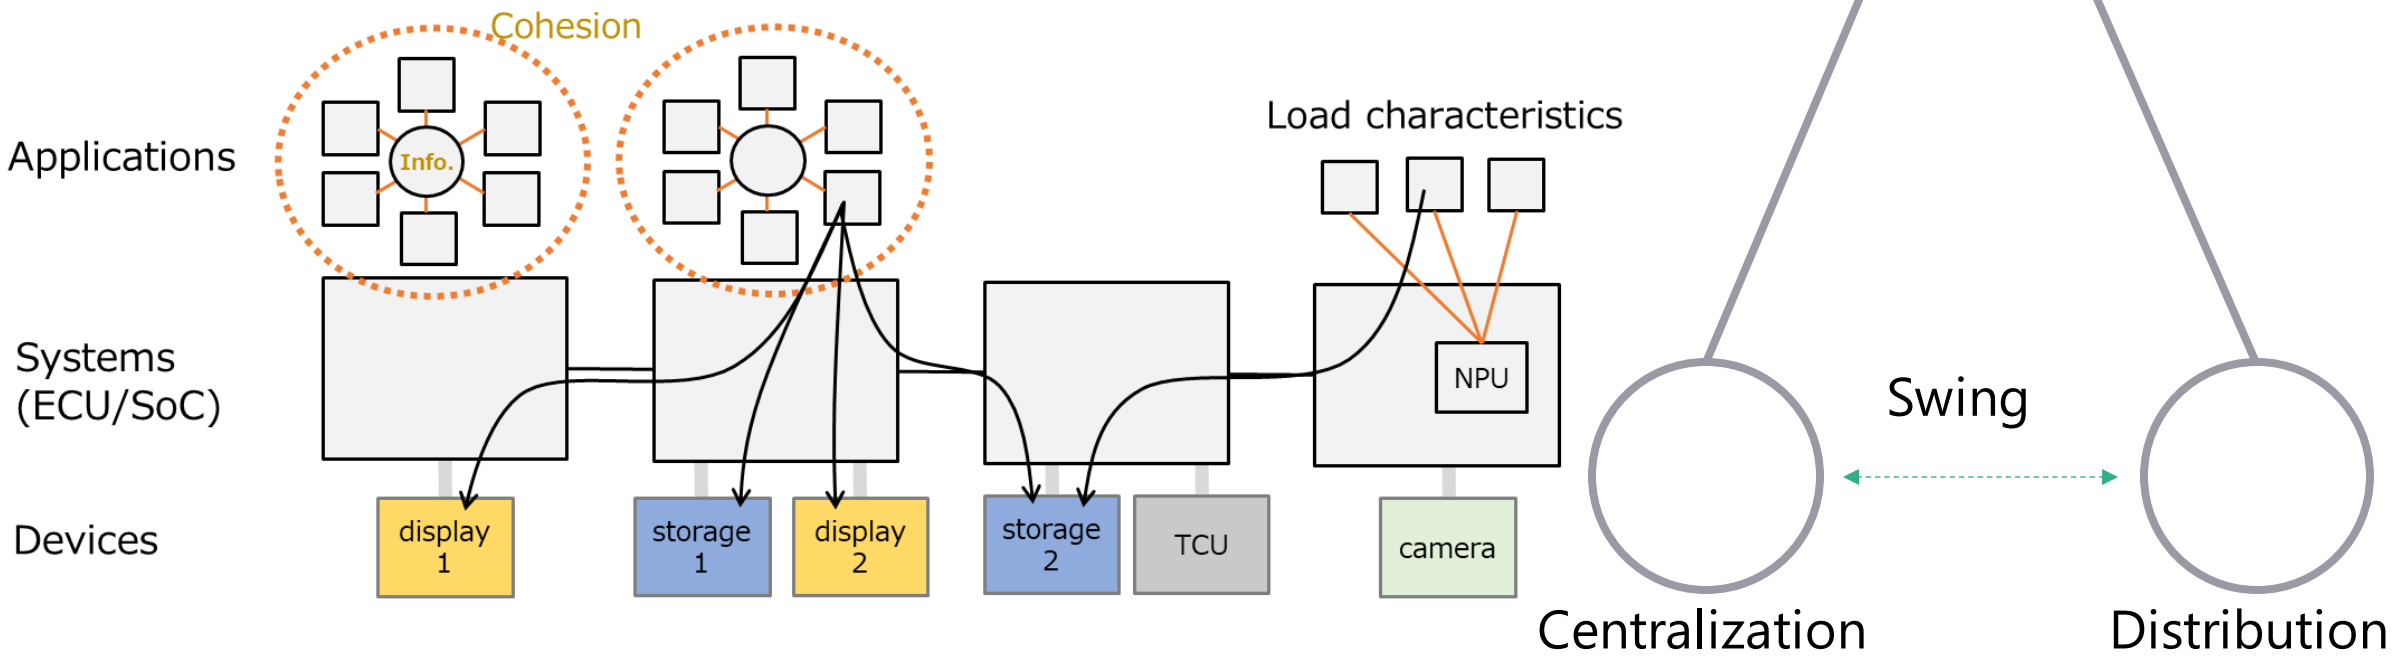 Cohesion
Info.
Load characteristics
Applications
Systems
(ECU/SoC)
NPU
Swing
Devices
display
1
storage
1
display
2
storage
2
TCU
camera
Centralization
Distribution